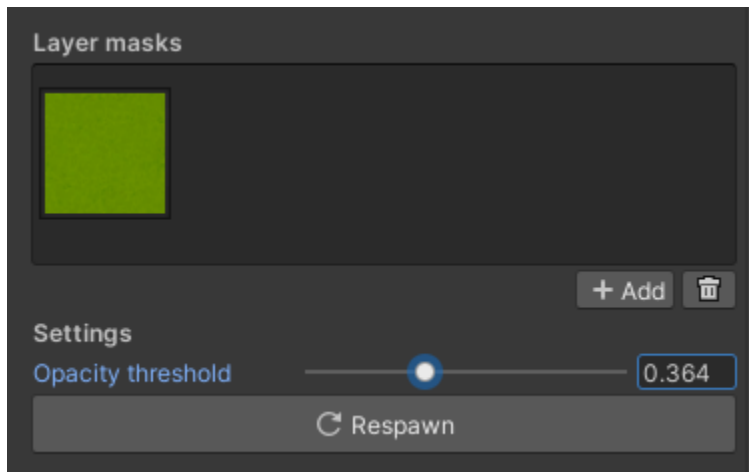 Layer masks
+ Add
Settings
Opacity threshold 0.364
Respawn